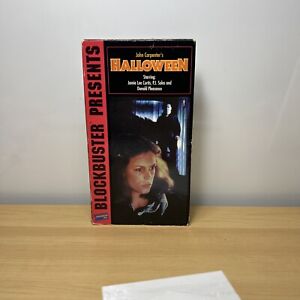 BLOCKBUSTER PRESENTS
John Carpenter's
HALLOWEEN
Starring:
Jamie Lee Curtis, P.J. Soles and
Donald Pleasence